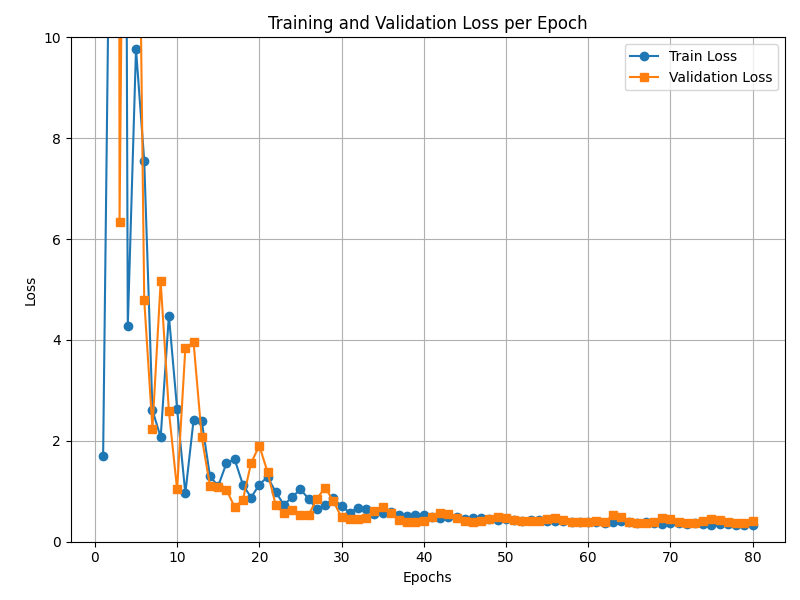 Training and Validation Loss per Epoch
10
8
6
4
2
0
Loss
Train Loss
Validation Loss
0 10 20 30 40 50 60 70 80
Epochs